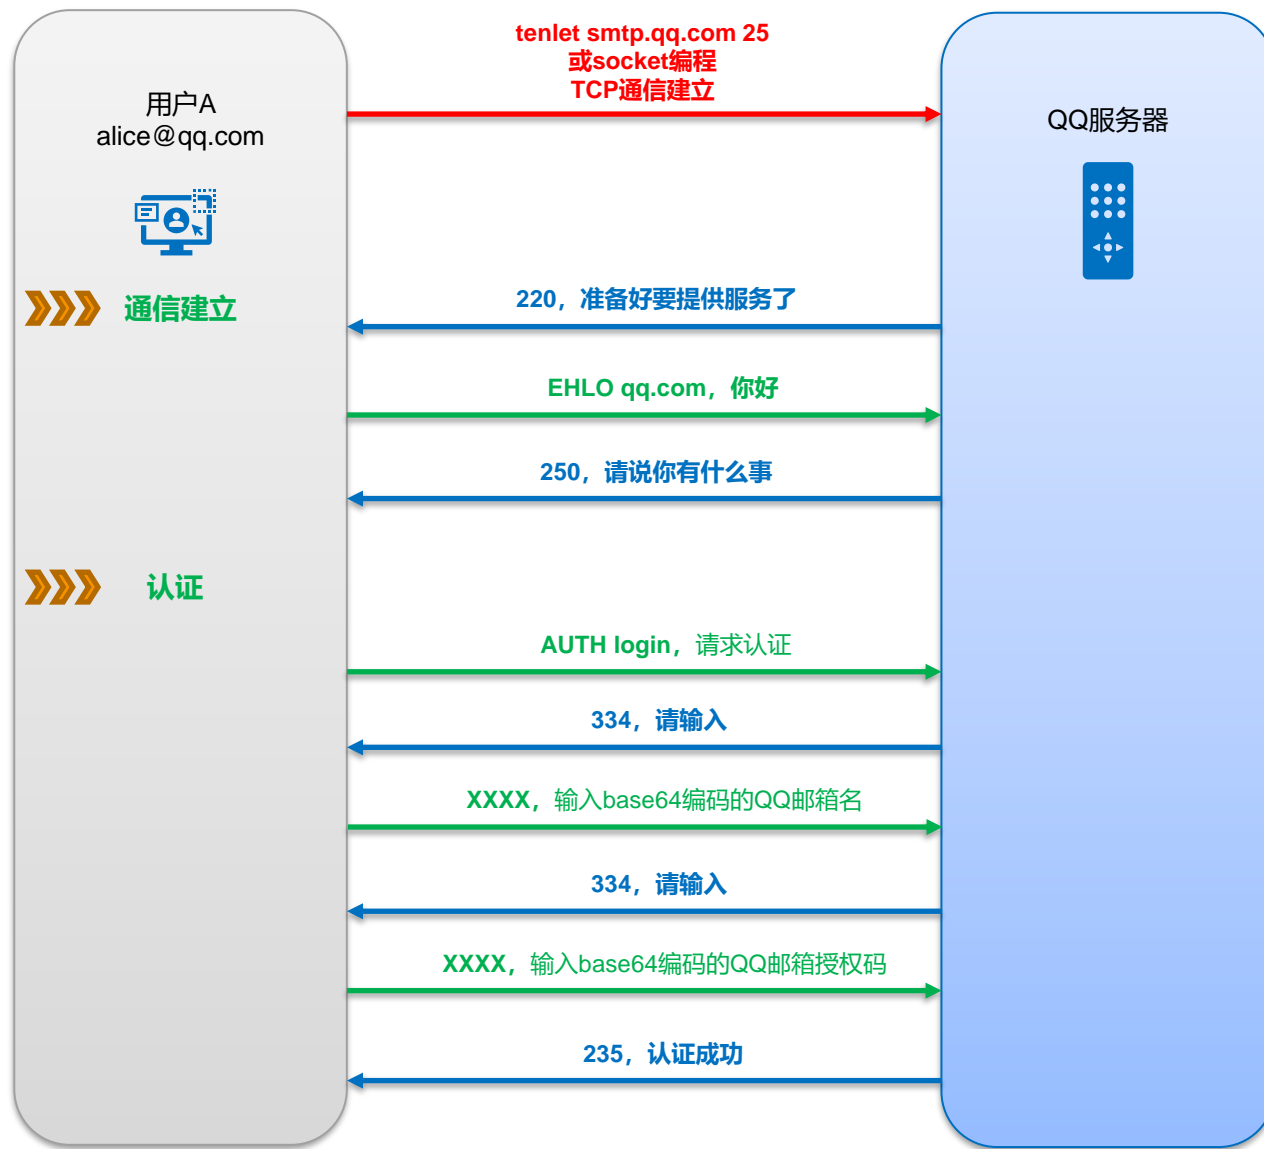 tenlet smtp.qq.com 25
或socket编程
TCP通信建立
用户A
alice@qq.com
QQ服务器
通信建立
220，准备好要提供服务了
EHLO qq.com，你好
250，请说你有什么事
认证
AUTH login，请求认证
334，请输入
XXXX，输入base64编码的QQ邮箱名
334，请输入
XXXX，输入base64编码的QQ邮箱授权码
235，认证成功